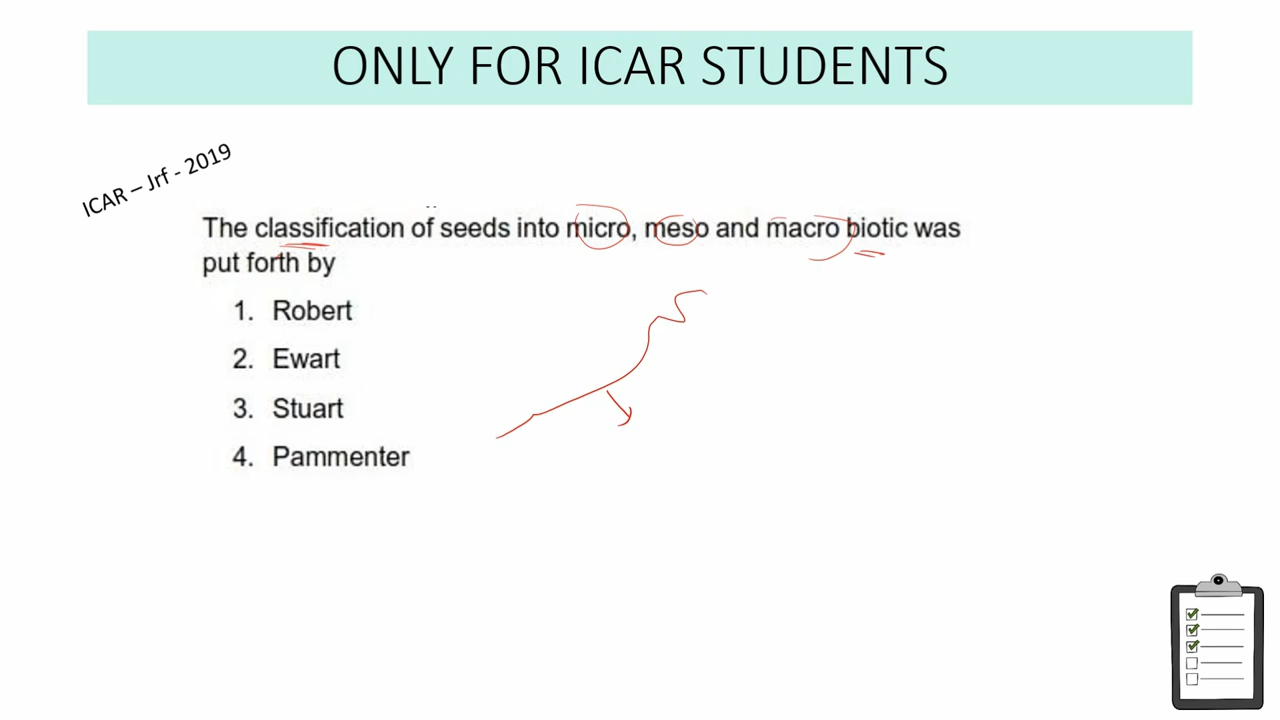 ONLY FOR ICAR STUDENTS
ICAR – Jrf - 2019
The classification of seeds into micro, meso and macro biotic was
put forth by
1. Robert
2. Ewart
3. Stuart
4. Pammenter